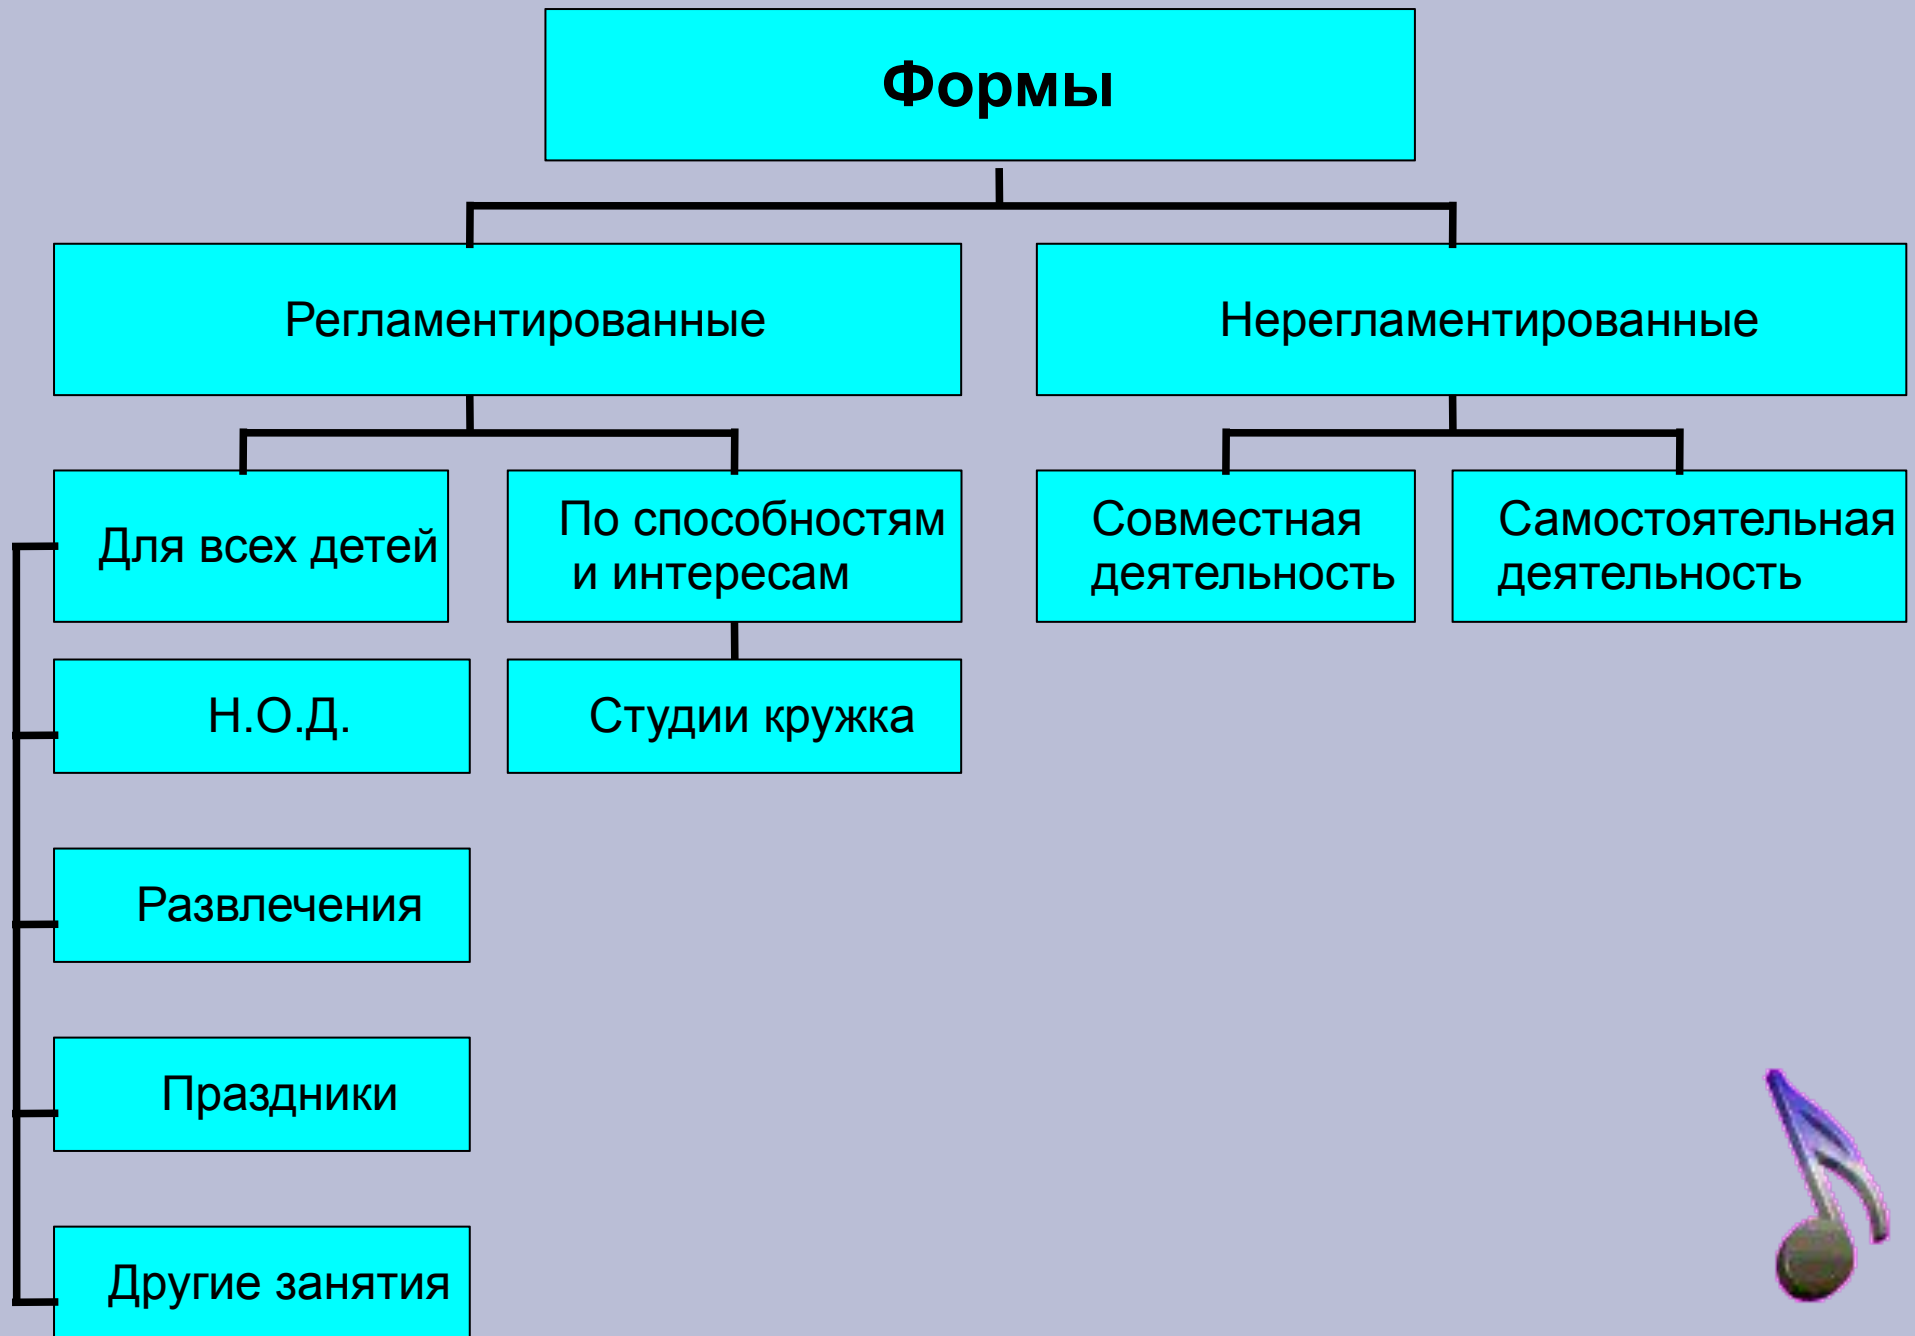 Формы
Регламентированные
Нерегламентированные
Для всех детей
По способностям
и интересам
Совместная
деятельность
Самостоятельная
деятельность
Н.О.Д.
Студии кружка
Развлечения
Праздники
Другие занятия